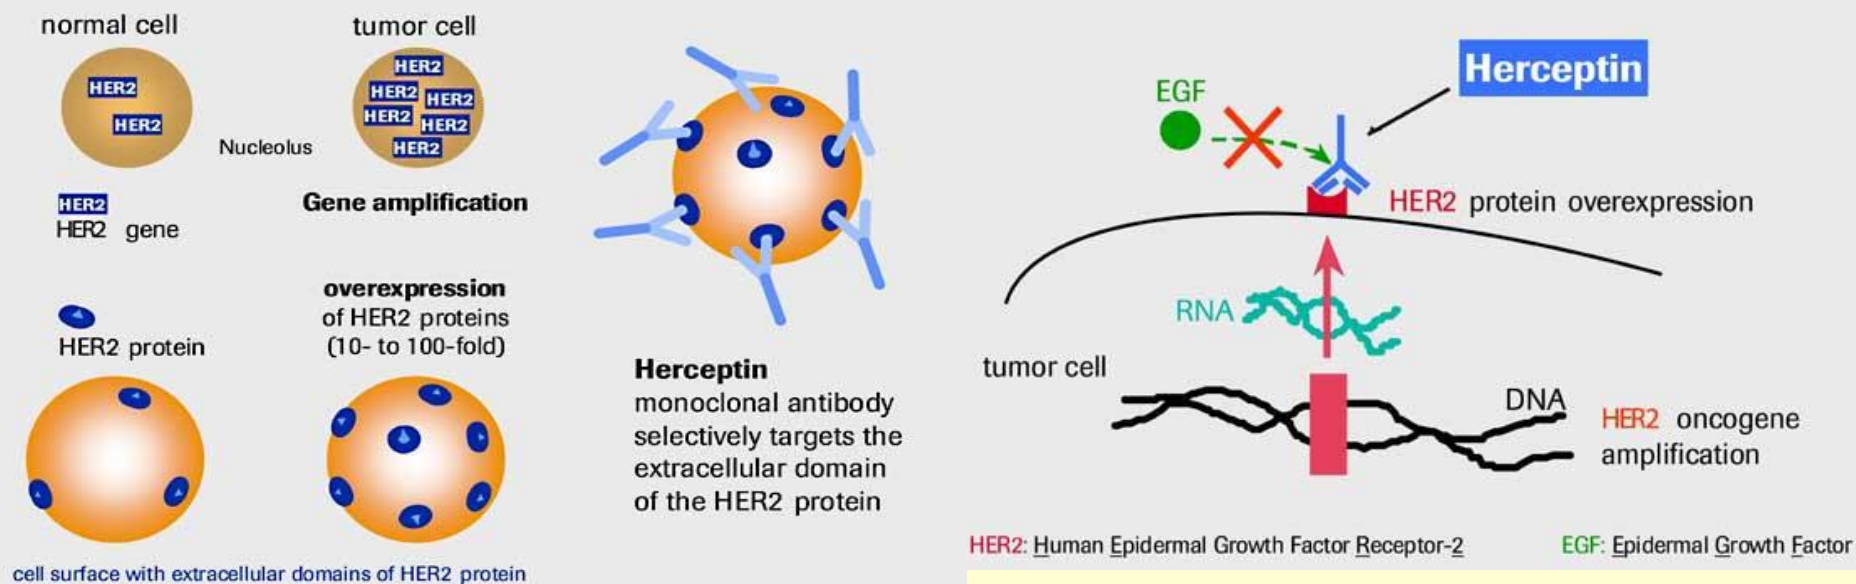 normal cell
tumor cell
HER2
HER2
HER2
HER2
HER2
HER2
HER2
HER2
Nucleolus
HER2
HER2 gene
Gene amplification
HER2 protein
overexpression
of HER2 proteins
(10- to 100-fold)
cell surface with extracellular domains of HER2 protein
Herceptin
monoclonal antibody
selectively targets the
extracellular domain
of the HER2 protein
Herceptin
EGF
HER2 protein overexpression
RNA
tumor cell
DNA
HER2 oncogene
amplification
HER2: Human Epidermal Growth Factor Receptor-2
EGF: Epidermal Growth Factor